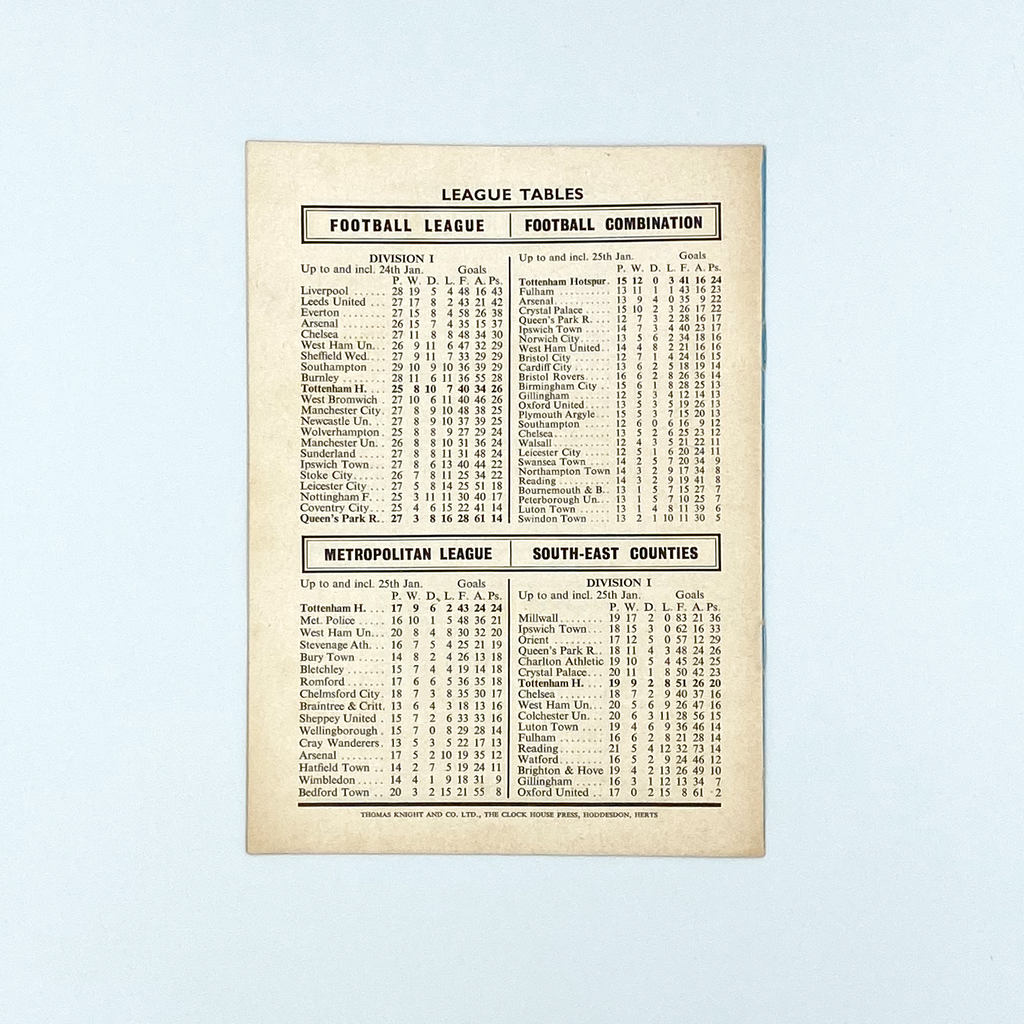 LEAGUE TABLES
FOOTBALL LEAGUE
DIVISION I
Up to and incl. 24th Jan. Goals
P. W. D. L. F. A. Ps.
Liverpool ...... 28 19 5 4 48 16 43
Leeds United ... 27 17 8 2 43 21 42
Everton ........ 27 15 8 4 58 26 38
Arsenal ........ 26 15 7 4 35 15 37
Chelsea ........ 27 11 8 8 48 34 30
West Ham Un... 26 9 11 6 47 32 29
Sheffield Wed.... 27 9 11 7 33 29 29
Southampton ... 29 10 9 10 36 39 29
Burnley ........ 28 11 6 11 36 55 28
Tottenham H. ... 25 8 10 7 40 34 26
West Bromwich . 27 10 6 11 40 46 26
Manchester City. 27 8 9 10 48 38 25
Newcastle Un. .. 27 8 9 10 37 39 25
Wolverhampton . 25 8 8 9 27 29 24
Manchester Un. . 26 8 8 10 31 36 24
Sunderland ..... 27 8 8 11 31 48 24
Ipswich Town... 27 8 6 13 40 44 22
Stoke City...... 26 7 8 11 25 34 22
Leicester City ... 27 5 8 14 25 51 18
Nottingham F... 25 3 11 11 30 40 17
Coventry City... 25 4 6 15 22 41 14
Queen's Park R.. 27 3 8 16 28 61 14
FOOTBALL COMBINATION
Up to and incl. 25th Jan. Goals
P. W. D. L. F. A. Ps.
Tottenham Hotspur . 15 12 0 3 41 16 24
Fulham .......... 13 11 1 1 43 16 23
Arsenal .......... 13 9 4 0 35 9 22
Crystal Palace .... 15 10 2 3 26 17 22
Queen's Park R. ... 12 7 3 2 28 16 17
Ipswich Town .... 14 7 3 4 40 23 17
Norwich City..... 13 5 6 2 34 18 16
West Ham United.. 14 4 8 2 21 16 16
Bristol City ...... 12 7 1 4 24 16 15
Cardiff City ...... 13 6 2 5 18 19 14
Bristol Rovers.... 16 6 2 8 26 36 14
Birmingham City .. 15 6 1 8 28 25 13
Gillingham ....... 12 5 3 4 12 14 13
Oxford United.... 13 5 3 5 19 26 13
Plymouth Argyle... 15 5 3 7 15 20 13
Southampton ..... 12 6 0 6 16 9 12
Chelsea........... 13 5 2 6 25 23 12
Walsall .......... 12 4 3 5 21 22 11
Leicester City .... 12 5 1 6 20 24 11
Swansea Town .... 14 2 5 7 20 34 9
Northampton Town 14 3 2 9 17 34 8
Reading .......... 14 3 2 9 19 41 8
Bournemouth & B.. 13 1 5 7 15 27 7
Peterborough Un... 13 1 5 7 10 25 7
Luton Town ...... 13 1 4 8 11 39 6
Swindon Town .... 13 2 1 10 11 30 5
METROPOLITAN LEAGUE
Up to and incl. 25th Jan. Goals
P. W. D. L. F. A. Ps.
Tottenham H. ... 17 9 6 2 43 24 24
Met. Police ..... 16 10 1 5 48 36 21
West Ham Un... 20 8 4 8 30 32 20
Stevenage Ath. .. 16 7 5 4 25 21 19
Bury Town ..... 14 8 2 4 26 13 18
Bletchley ....... 15 7 4 4 19 14 18
Romford ....... 17 6 6 5 36 35 18
Chelmsford City. 18 7 3 8 35 30 17
Braintree & Critt. 13 6 4 3 18 13 16
Sheppey United . 15 7 2 6 33 33 16
Wellingborough . 15 7 0 8 29 28 14
Cray Wanderers. 13 5 3 5 22 17 13
Arsenal ........ 17 5 2 10 19 35 12
Hatfield Town .. 14 2 7 5 19 24 11
Wimbledon ..... 14 4 1 9 18 31 9
Bedford Town .. 20 3 2 15 21 55 8
SOUTH-EAST COUNTIES
DIVISION I
Up to and incl. 25th Jan. Goals
P. W. D. L. F. A. Ps.
Millwall........ 19 17 2 0 83 21 36
Ipswich Town... 18 15 3 0 62 16 33
Orient ......... 17 12 5 0 57 12 29
Queen's Park R.. 18 11 4 3 48 24 26
Charlton Athletic 19 10 5 4 45 24 25
Crystal Palace... 20 11 1 8 50 42 23
Tottenham H. ... 19 9 2 8 51 26 20
Chelsea ........ 18 7 2 9 40 37 16
West Ham Un... 20 5 6 9 26 47 16
Colchester Un... 20 6 3 11 28 56 15
Luton Town .... 19 4 6 9 36 46 14
Fulham ........ 16 6 2 8 21 28 14
Reading........ 21 5 4 12 32 73 14
Watford........ 16 5 2 9 24 46 12
Brighton & Hove 19 4 2 13 26 49 10
Gillingham ..... 16 3 1 12 13 34 7
Oxford United .. 17 0 2 15 8 61 2
THOMAS KNIGHT AND CO. LTD., THE CLOCK HOUSE PRESS, HODDESDON, HERTS